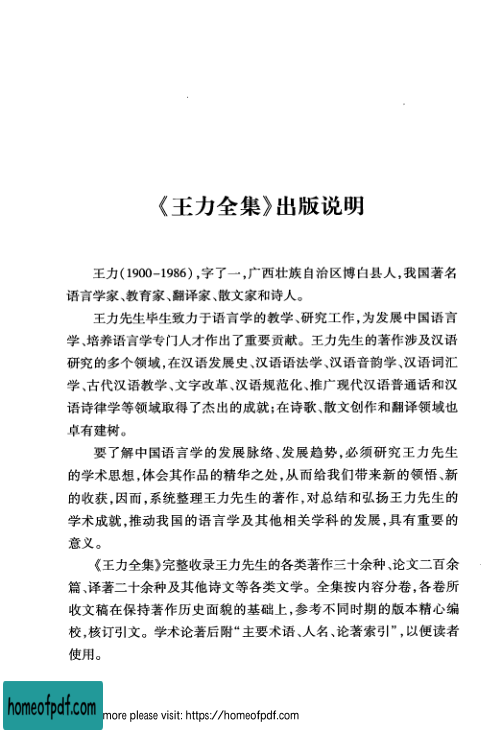 《王力全集》出版说明
王力(1900-1986),字了一,广西壮族自治区博白县人,我国著名
语言学家、教育家、翻译家、散文家和诗人。
王力先生毕生致力于语言学的教学、研究工作,为发展中国语言
学、培养语言学专门人才作出了重要贡献。王力先生的著作涉及汉语
研究的多个领域,在汉语发展史、汉语语法学、汉语音韵学、汉语词汇
学、古代汉语教学、文字改革、汉语规范化、推广现代汉语普通话和汉
语诗律学等领域取得了杰出的成就;在诗歌、散文创作和翻译领域也
卓有建树。
要了解中国语言学的发展脉络、发展趋势,必须研究王力先生
的学术思想,体会其作品的精华之处,从而给我们带来新的领悟、新
的收获,因而,系统整理王力先生的著作,对总结和弘扬王力先生的
学术成就,推动我国的语言学及其他相关学科的发展,具有重要的
意义。
《王力全集》完整收录王力先生的各类著作三十余种、论文二百余
篇、译著二十余种及其他诗文等各类文学。全集按内容分卷,各卷所
收文稿在保持著作历史面貌的基础上,参考不同时期的版本精心编
校,核订引文。学术论著后附“主要术语、人名、论著索引”,以便读者
使用。
homeofpdf.com
more please visit: https://homeofpdf.com